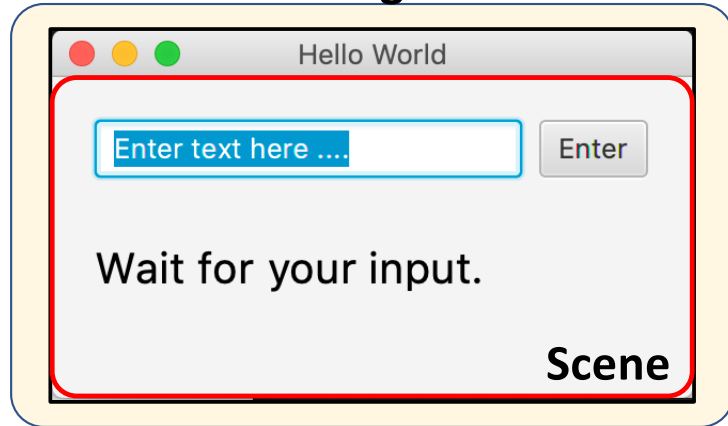 Hello World
Enter text here ....
Enter
Wait for your input.
Scene